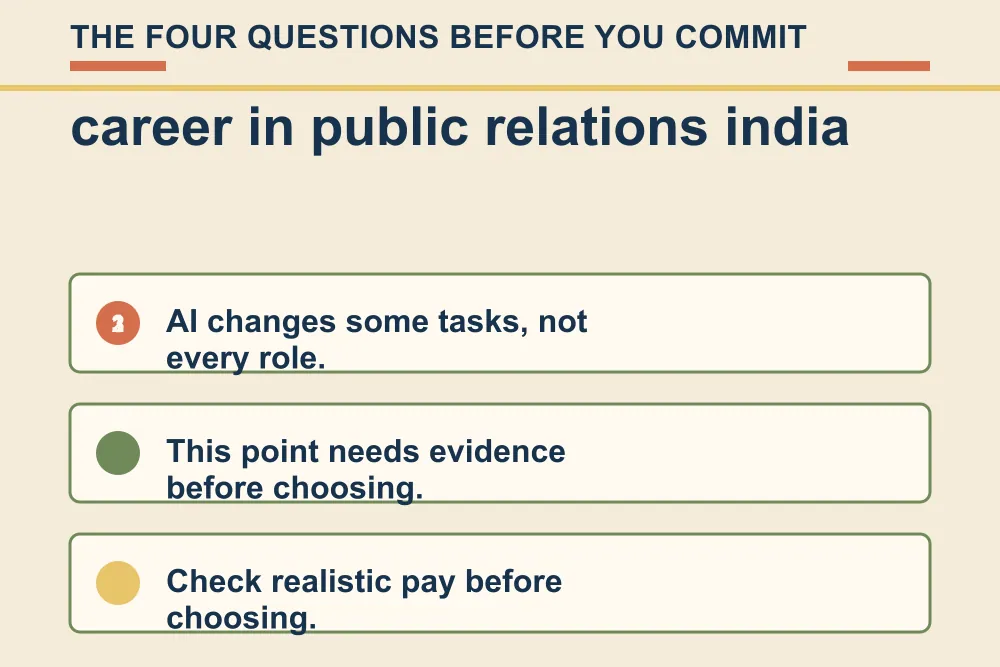 THE FOUR QUESTIONS BEFORE YOU COMMIT
career in public relations india
AI changes some tasks, not
every role.
This point needs evidence
before choosing.
Check realistic pay before
choosing.